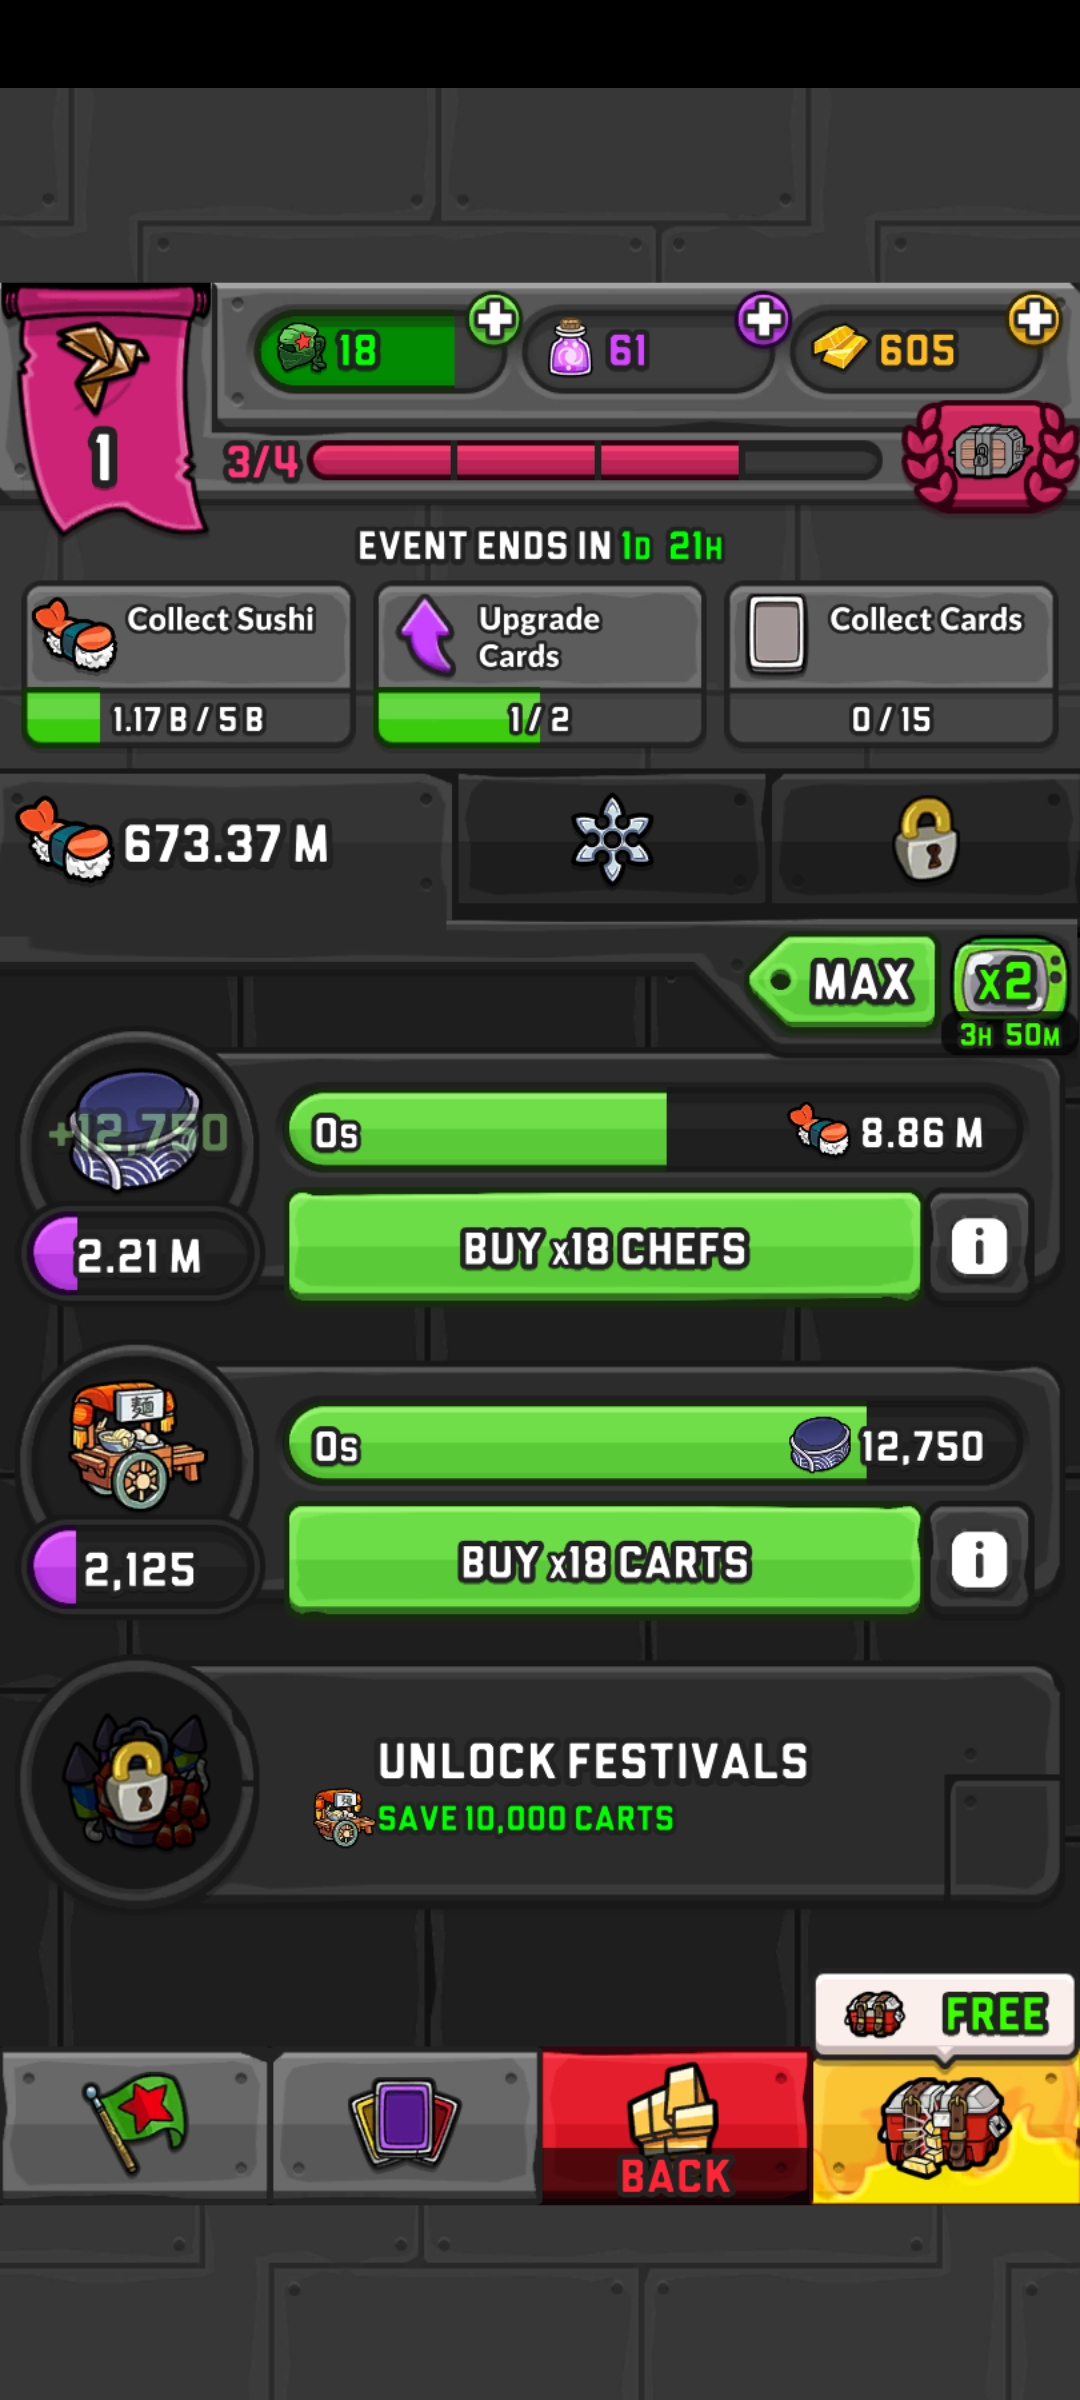 18
61
605
1
3/4
EVENT ENDS IN 1D 21H
Collect Sushi
Upgrade
Cards
Collect Cards
1.17 B / 5 B
1 / 2
0 / 15
673.37 M
MAX
x2
3H 50M
+12,750
0s
8.86 M
2.21 M
BUY x18 CHEFS
i
麺
0s
12,750
2,125
BUY x18 CARTS
i
UNLOCK FESTIVALS
SAVE 10,000 CARTS
FREE
BACK